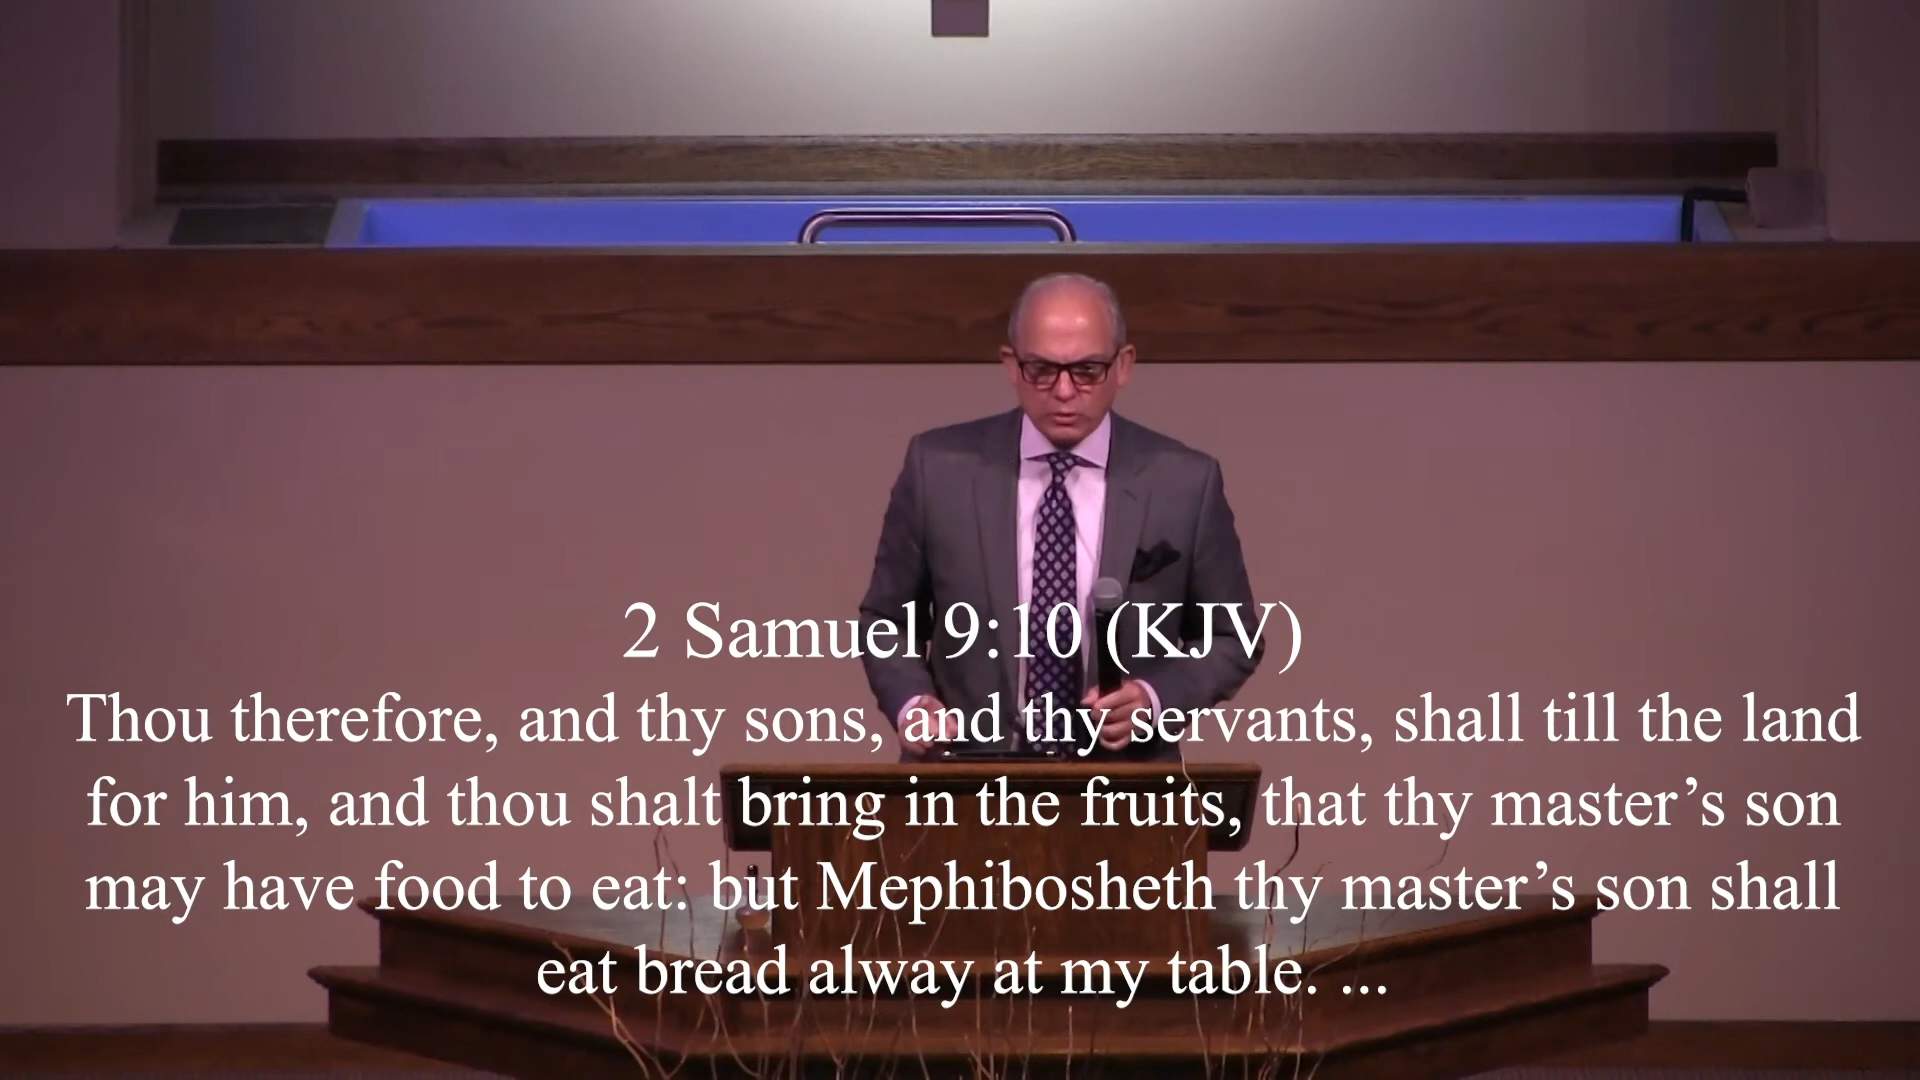 2 Samuel 9:10 (KJV)
Thou therefore, and thy sons, and thy servants, shall till the land
for him, and thou shalt bring in the fruits, that thy master’s son
may have food to eat: but Mephibosheth thy master’s son shall
eat bread alway at my table. ...